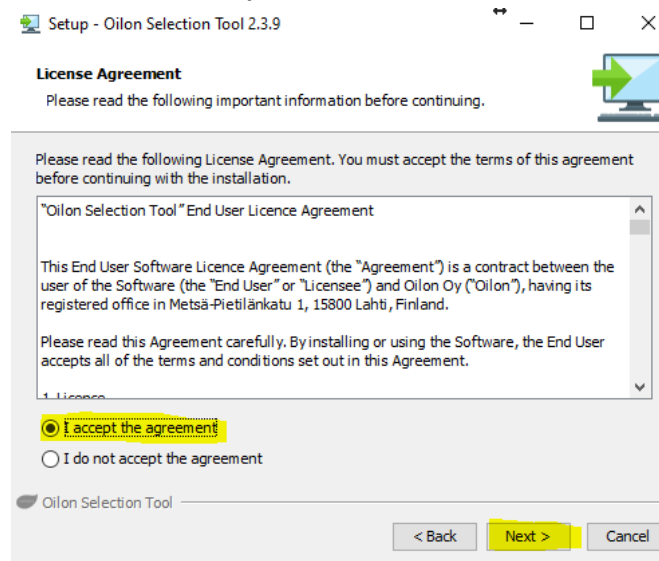 Setup - Oilon Selection Tool 2.3.9
License Agreement
Please read the following important information before continuing.
Please read the following License Agreement. You must accept the terms of this agreement
before continuing with the installation.
“Oilon Selection Tool” End User Licence Agreement
This End User Software Licence Agreement (the “Agreement”) is a contract between the
user of the Software (the “End User” or “Licensee”) and Oilon Oy (“Oilon”), having its
registered office in Metsä-Pietilänkatu 1, 15800 Lahti, Finland.
Please read this Agreement carefully. By installing or using the Software, the End User
accepts all of the terms and conditions set out in this Agreement.
1. Licence
I accept the agreement
I do not accept the agreement
Oilon Selection Tool
< Back Next > Cancel